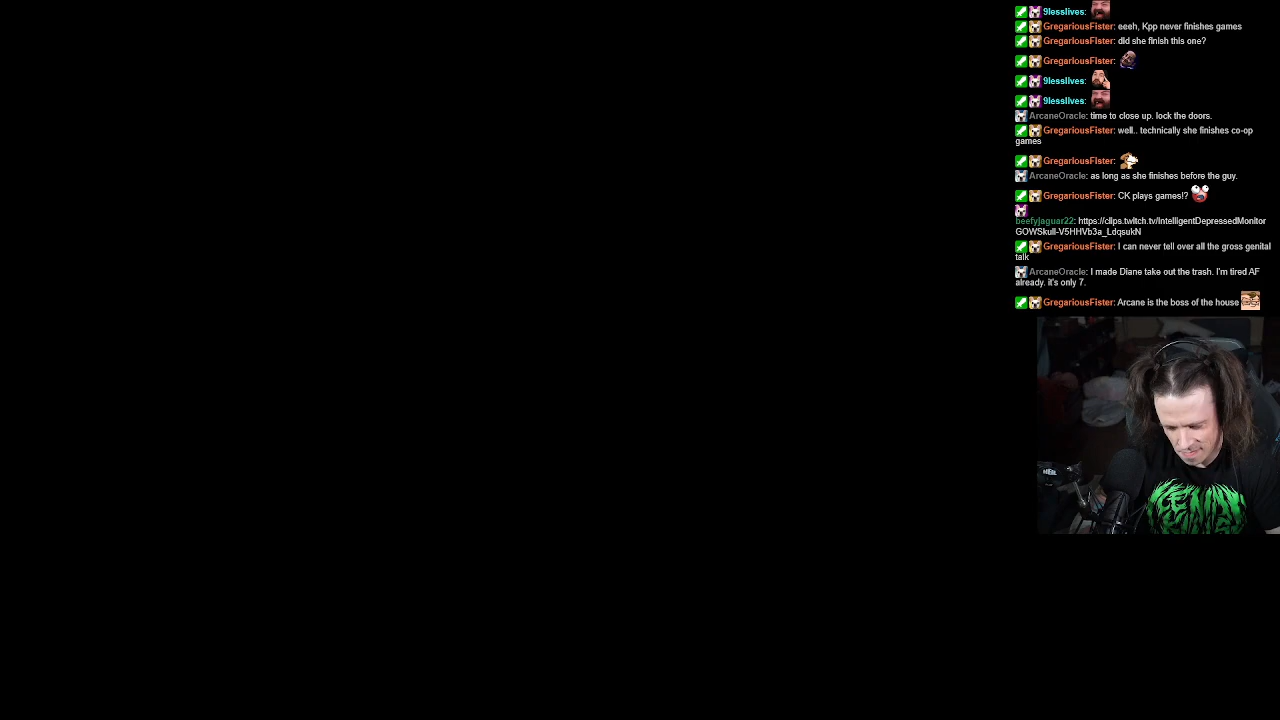 9lesslives:
GregariousFister: eeeh, Kpp never finishes games
GregariousFister: did she finish this one?
GregariousFister:
9lesslives:
9lesslives:
ArcaneOracle: time to close up. lock the doors.
GregariousFister: well.. technically she finishes co-op
games
GregariousFister:
ArcaneOracle: as long as she finishes before the guy.
GregariousFister: CK plays games!?
beefyjaguar22: https://clips.twitch.tv/IntelligentDepressedMonitor
GOWSkull-V5HHVb3a_LdqsukN
GregariousFister: I can never tell over all the gross genital
talk
ArcaneOracle: I made Diane take out the trash. I'm tired AF
already. it's only 7.
GregariousFister: Arcane is the boss of the house